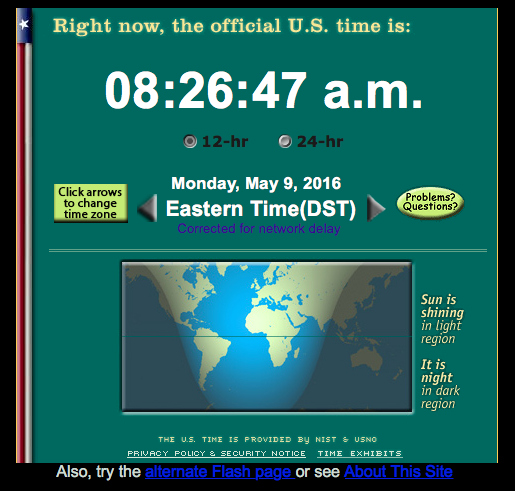 Right now, the official U.S. time is:
08:26:47 a.m.
12-hr 24-hr
Click arrows
to change
time zone
Monday, May 9, 2016
Eastern Time(DST)
Corrected for network delay
Problems?
Questions?
Sun is
shining
in light
region
It is
night
in dark
region
THE U.S. TIME IS PROVIDED BY NIST & USNO
PRIVACY POLICY & SECURITY NOTICE TIME EXHIBITS
Also, try the alternate Flash page or see About This Site